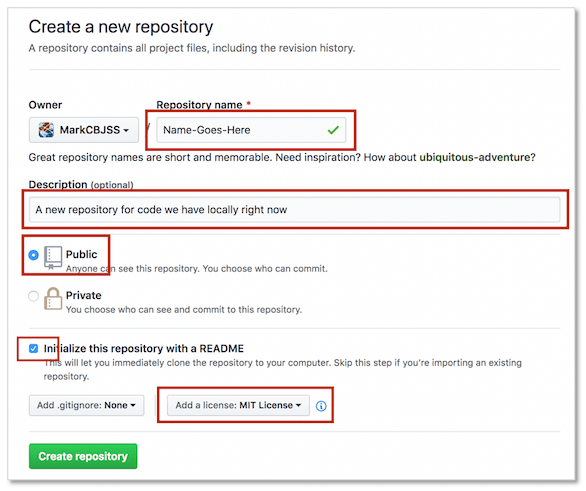 Create a new repository
A repository contains all project files, including the revision history.
Owner
Repository name *
MarkCBJSS
/
Name-Goes-Here
Great repository names are short and memorable. Need inspiration? How about ubiquitous-adventure?
Description (optional)
A new repository for code we have locally right now
Public
Anyone can see this repository. You choose who can commit.
Private
You choose who can see and commit to this repository.
Initialize this repository with a README
This will let you immediately clone the repository to your computer. Skip this step if you're importing an existing
repository.
Add .gitignore: None
Add a license: MIT License
Create repository